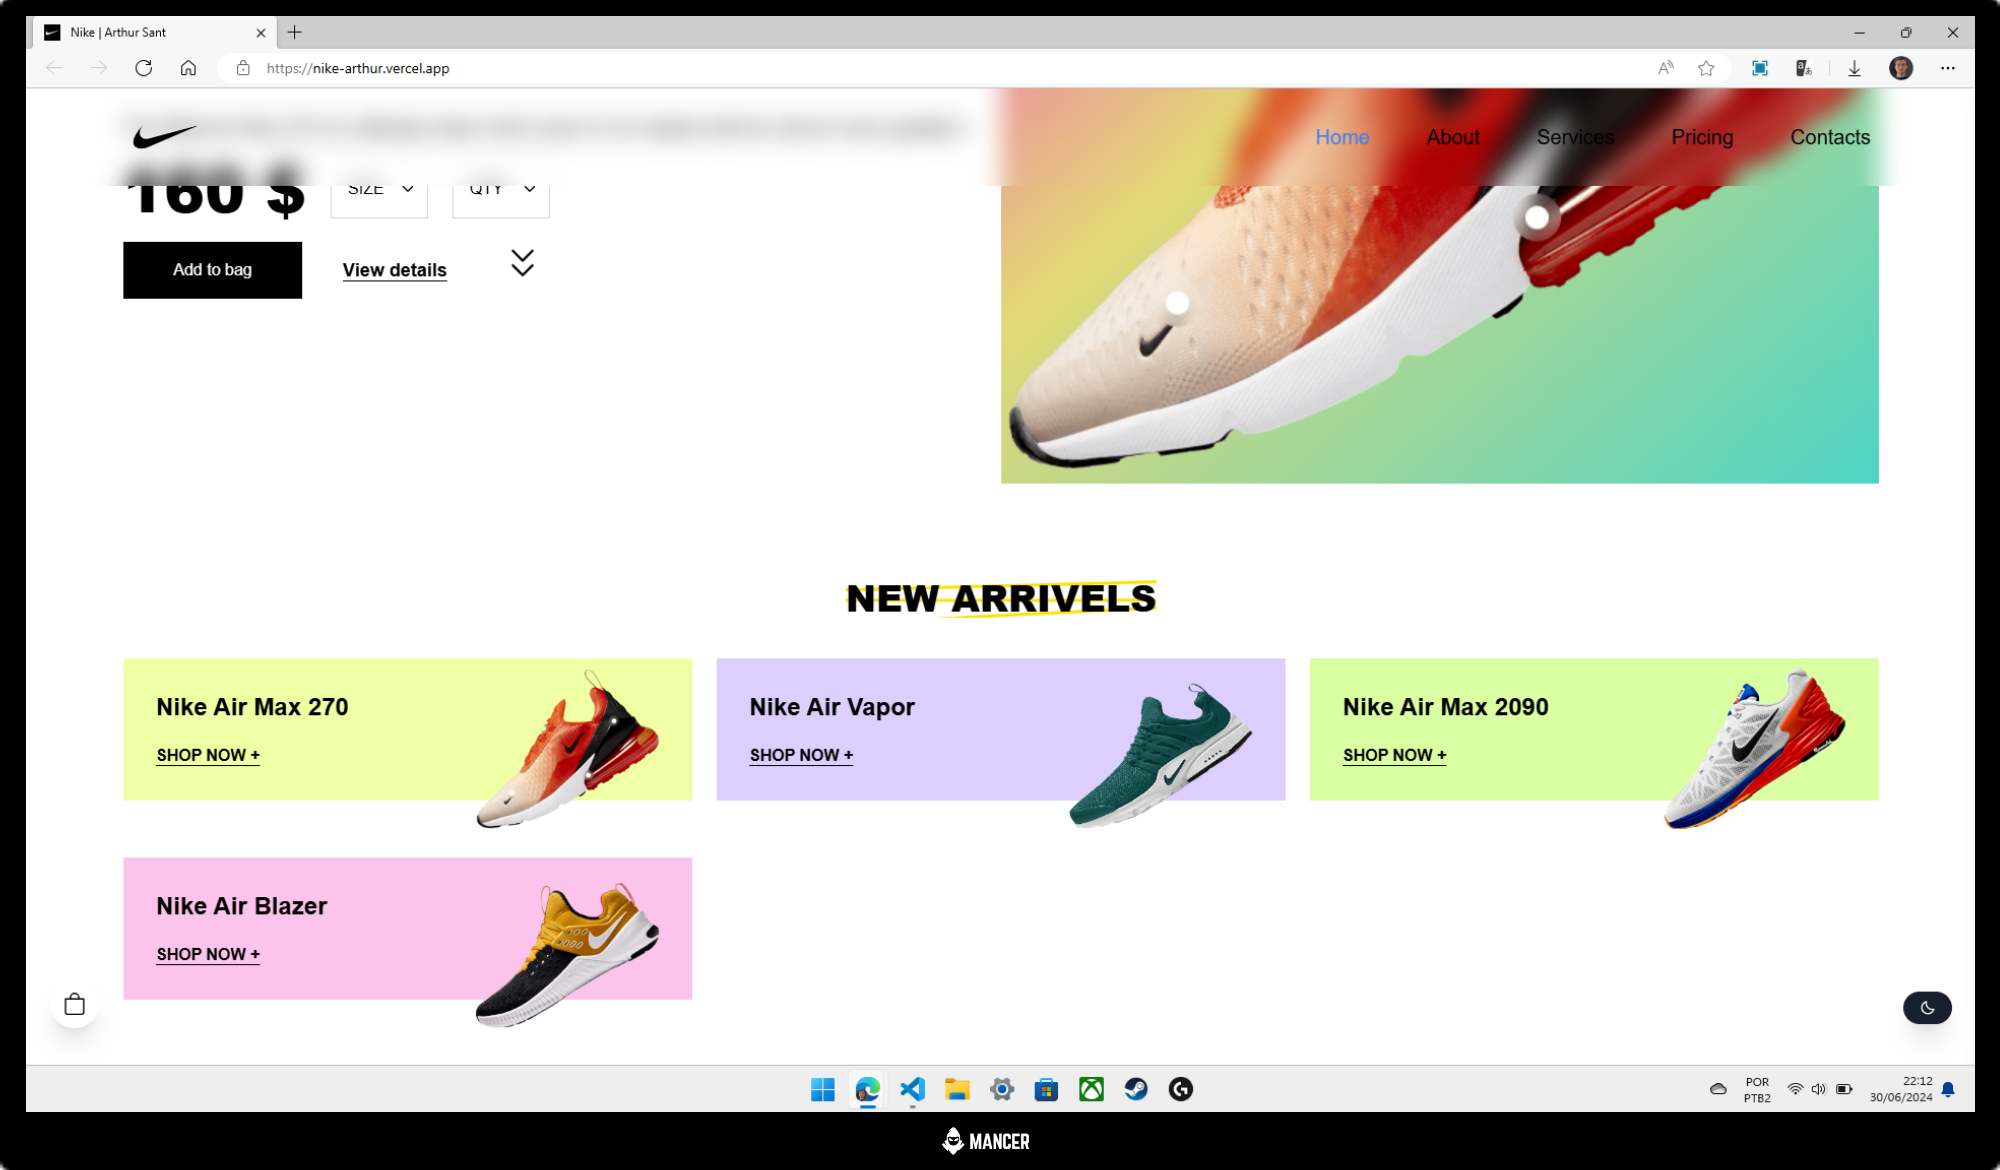 Nike | Arthur Sant
https://nike-arthur.vercel.app
Home About Services Pricing Contacts
160 $ SIZE QTY
Add to bag View details
NEW ARRIVELS
Nike Air Max 270
SHOP NOW +
Nike Air Vapor
SHOP NOW +
Nike Air Max 2090
SHOP NOW +
Nike Air Blazer
SHOP NOW +
POR
PTB2
22:12
30/06/2024
MANCER